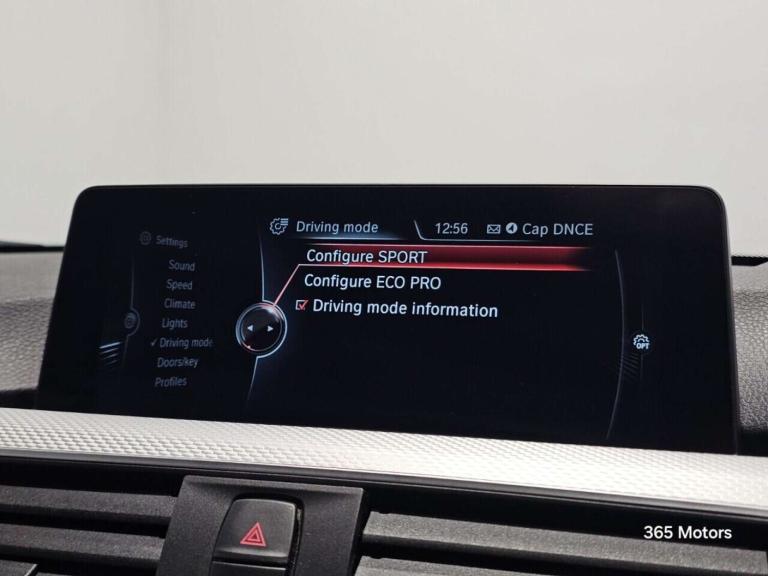 Settings
Sound
Speed
Climate
Lights
✓ Driving mode
Doors/key
Profiles
Driving mode
12:56
Cap DNCE
Configure SPORT
Configure ECO PRO
Driving mode information
OPT
365 Motors